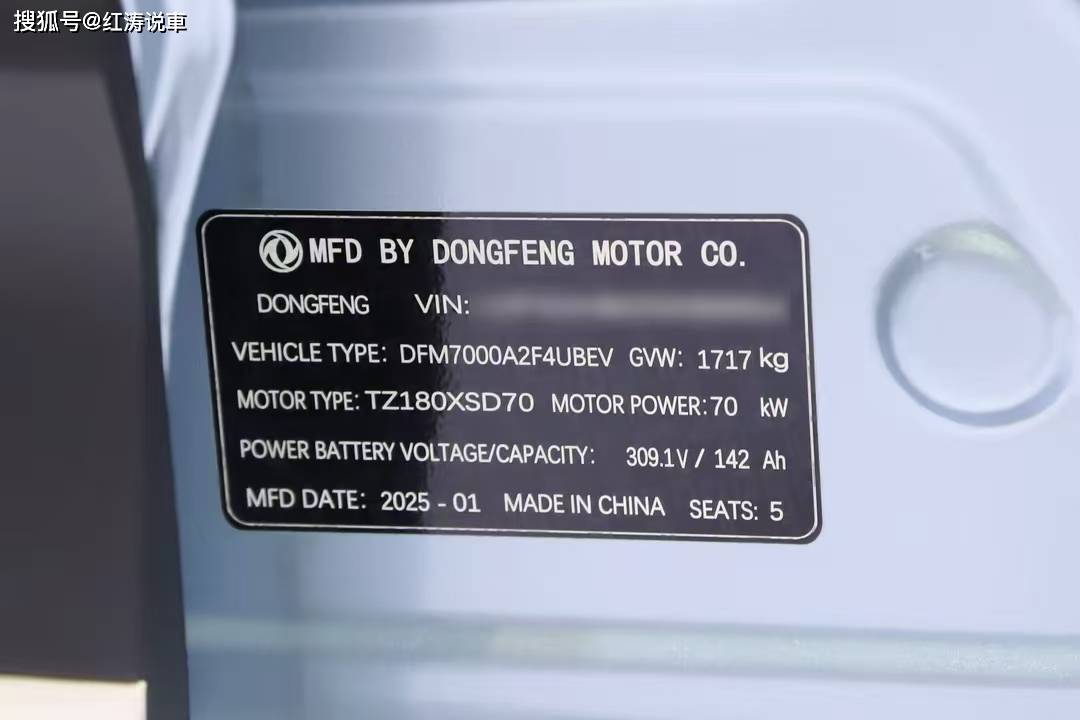 搜狐号@红涛说車
MFD BY DONGFENG MOTOR CO.
DONGFENG VIN:
VEHICLE TYPE: DFM7000A2F4UBEV GVW: 1717 kg
MOTOR TYPE: TZ180XSD70 MOTOR POWER: 70 kW
POWER BATTERY VOLTAGE/CAPACITY: 309.1V / 142 Ah
MFD DATE: 2025 - 01 MADE IN CHINA SEATS: 5